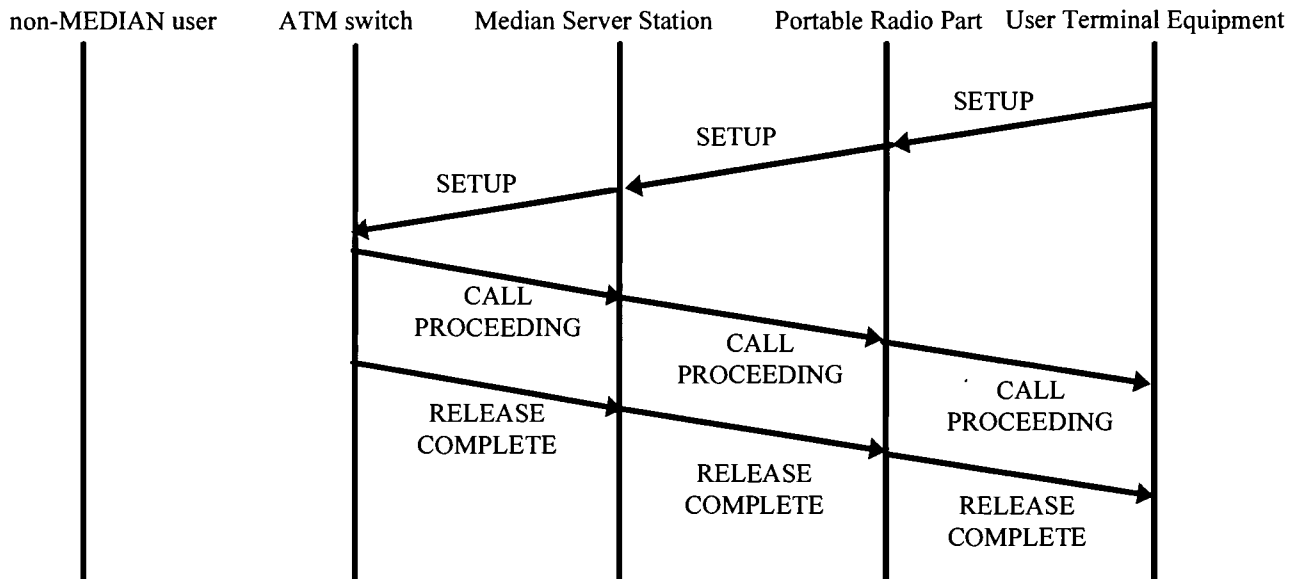 non-MEDIAN user
ATM switch
Median Server Station
Portable Radio Part
User Terminal Equipment
SETUP
SETUP
SETUP
CALL
PROCEEDING
CALL
PROCEEDING
CALL
PROCEEDING
RELEASE
COMPLETE
RELEASE
COMPLETE
RELEASE
COMPLETE